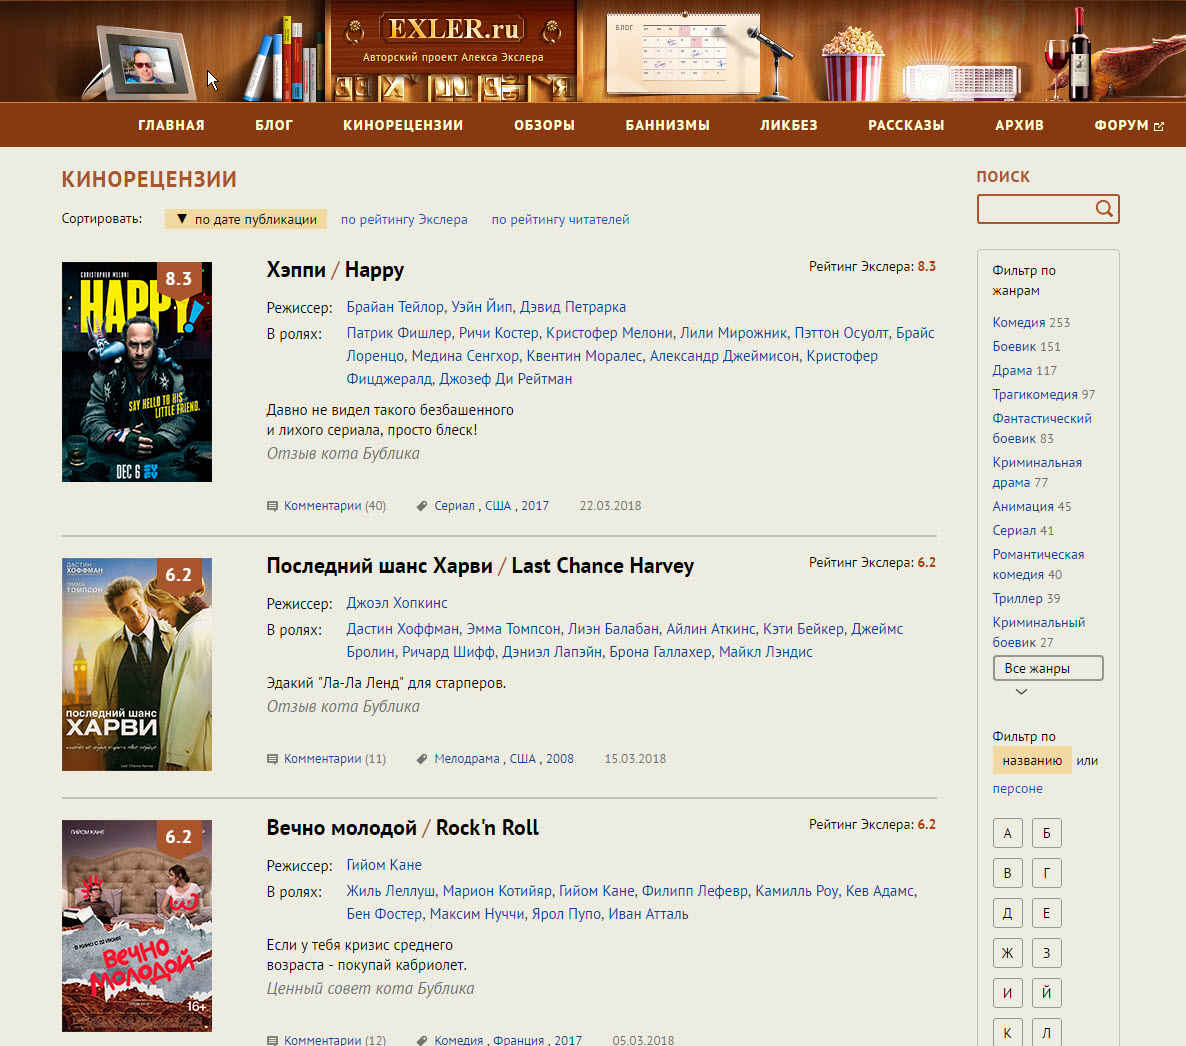 EXLER.ru
Авторский проект Алекса Экслера
БЛОГ
ГЛАВНАЯ БЛОГ КИНОРЕЦЕНЗИИ ОБЗОРЫ БАННИЗМЫ ЛИКБЕЗ РАССКАЗЫ АРХИВ ФОРУМ
КИНОРЕЦЕНЗИИ
Сортировать: ▼ по дате публикации по рейтингу Экслера по рейтингу читателей
CHRISTOPHER MELONI
8.3
HAPPY!
SAY HELLO TO HIS
LITTLE FRIEND.
DEC 6 SYFY
Хэппи / Happy
Рейтинг Экслера: 8.3
Режиссер: Брайан Тейлор, Уэйн Йип, Дэвид Петрарка
В ролях: Патрик Фишлер, Ричи Костер, Кристофер Мелони, Лили Мирожник, Пэттон Осуолт, Брайс
Лоренцо, Медина Сенгхор, Квентин Моралес, Александр Джеймисон, Кристофер
Фицджералд, Джозеф Ди Рейтман
Давно не видел такого безбашенного
и лихого сериала, просто блеск!
Отзыв кота Бублика
Комментарии (40) Сериал , США , 2017 22.03.2018
ДАСТИН
ХОФФМАН
ЭММА
ТОМПСОН
6.2
последний шанс
ХАРВИ
Последний шанс Харви / Last Chance Harvey
Рейтинг Экслера: 6.2
Режиссер: Джоэл Хопкинс
В ролях: Дастин Хоффман, Эмма Томпсон, Лиэн Балабан, Айлин Аткинс, Кэти Бейкер, Джеймс
Бролин, Ричард Шифф, Дэниэл Лапэйн, Брона Галлахер, Майкл Лэндис
Эдакий "Ла-Ла Ленд" для старперов.
Отзыв кота Бублика
Комментарии (11) Мелодрама , США , 2008 15.03.2018
ГИЙОМ КАНЕ
6.2
В КИНО С 22 ИЮНЯ
Вечно
молодой
16+
Вечно молодой / Rock'n Roll
Рейтинг Экслера: 6.2
Режиссер: Гийом Кане
В ролях: Жиль Леллуш, Марион Котийяр, Гийом Кане, Филипп Лефевр, Камилль Роу, Кев Адамс,
Бен Фостер, Максим Нуччи, Ярол Пупо, Иван Атталь
Если у тебя кризис среднего
возраста - покупай кабриолет.
Ценный совет кота Бублика
Комментарии (12) Комедия , Франция , 2017 05.03.2018
ПОИСК
Фильтр по
жанрам
Комедия 253
Боевик 151
Драма 117
Трагикомедия 97
Фантастический
боевик 83
Криминальная
драма 77
Анимация 45
Сериал 41
Романтическая
комедия 40
Триллер 39
Криминальный
боевик 27
Все жанры
Фильтр по
названию или
персоне
А Б
В Г
Д Е
Ж З
И Й
К Л